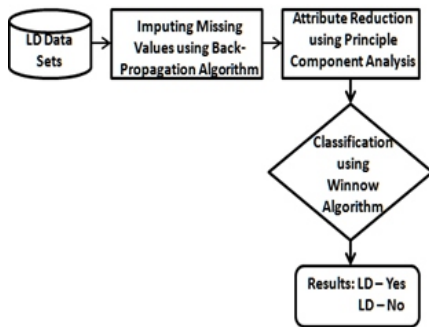 LD Data
Sets
Imputing Missing
Values using Back-
Propagation Algorithm
Attribute Reduction
using Principle
Component Analysis
Classification
using
Winnow
Algorithm
Results: LD – Yes
LD – No